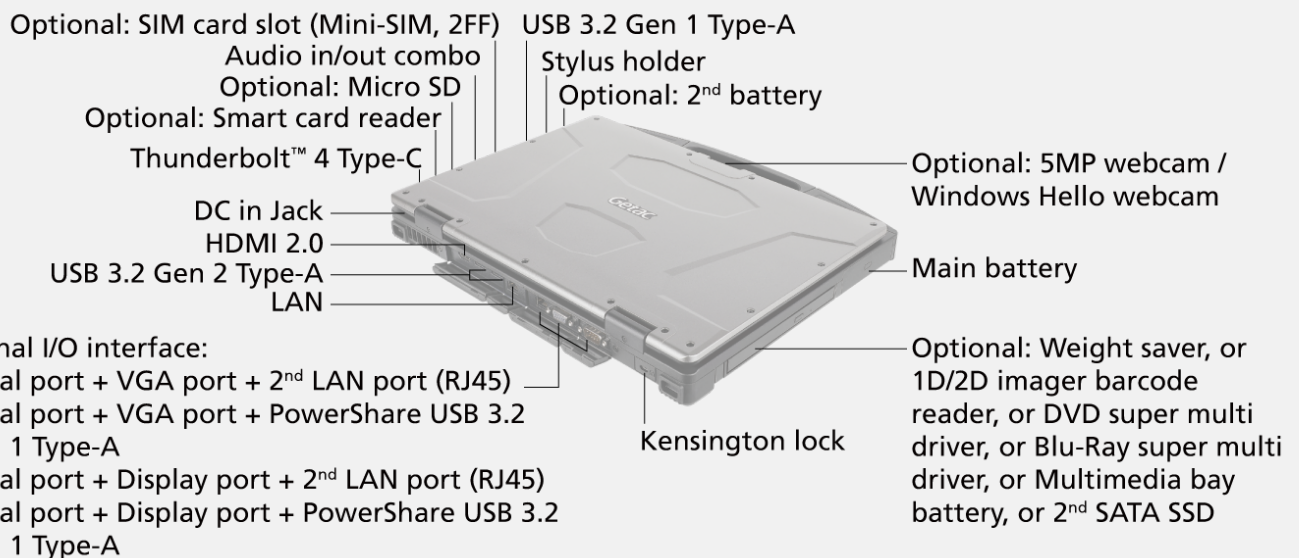 Optional: SIM card slot (Mini-SIM, 2FF)
USB 3.2 Gen 1 Type-A
Audio in/out combo
Stylus holder
Optional: Micro SD
Optional: 2nd battery
Optional: Smart card reader
Thunderbolt™ 4 Type-C
Optional: 5MP webcam /
Windows Hello webcam
DC in Jack
Getac
HDMI 2.0
USB 3.2 Gen 2 Type-A
Main battery
LAN
nal I/O interface:
al port + VGA port + 2nd LAN port (RJ45)
al port + VGA port + PowerShare USB 3.2
1 Type-A
al port + Display port + 2nd LAN port (RJ45)
al port + Display port + PowerShare USB 3.2
1 Type-A
Kensington lock
Optional: Weight saver, or
1D/2D imager barcode
reader, or DVD super multi
driver, or Blu-Ray super multi
driver, or Multimedia bay
battery, or 2nd SATA SSD